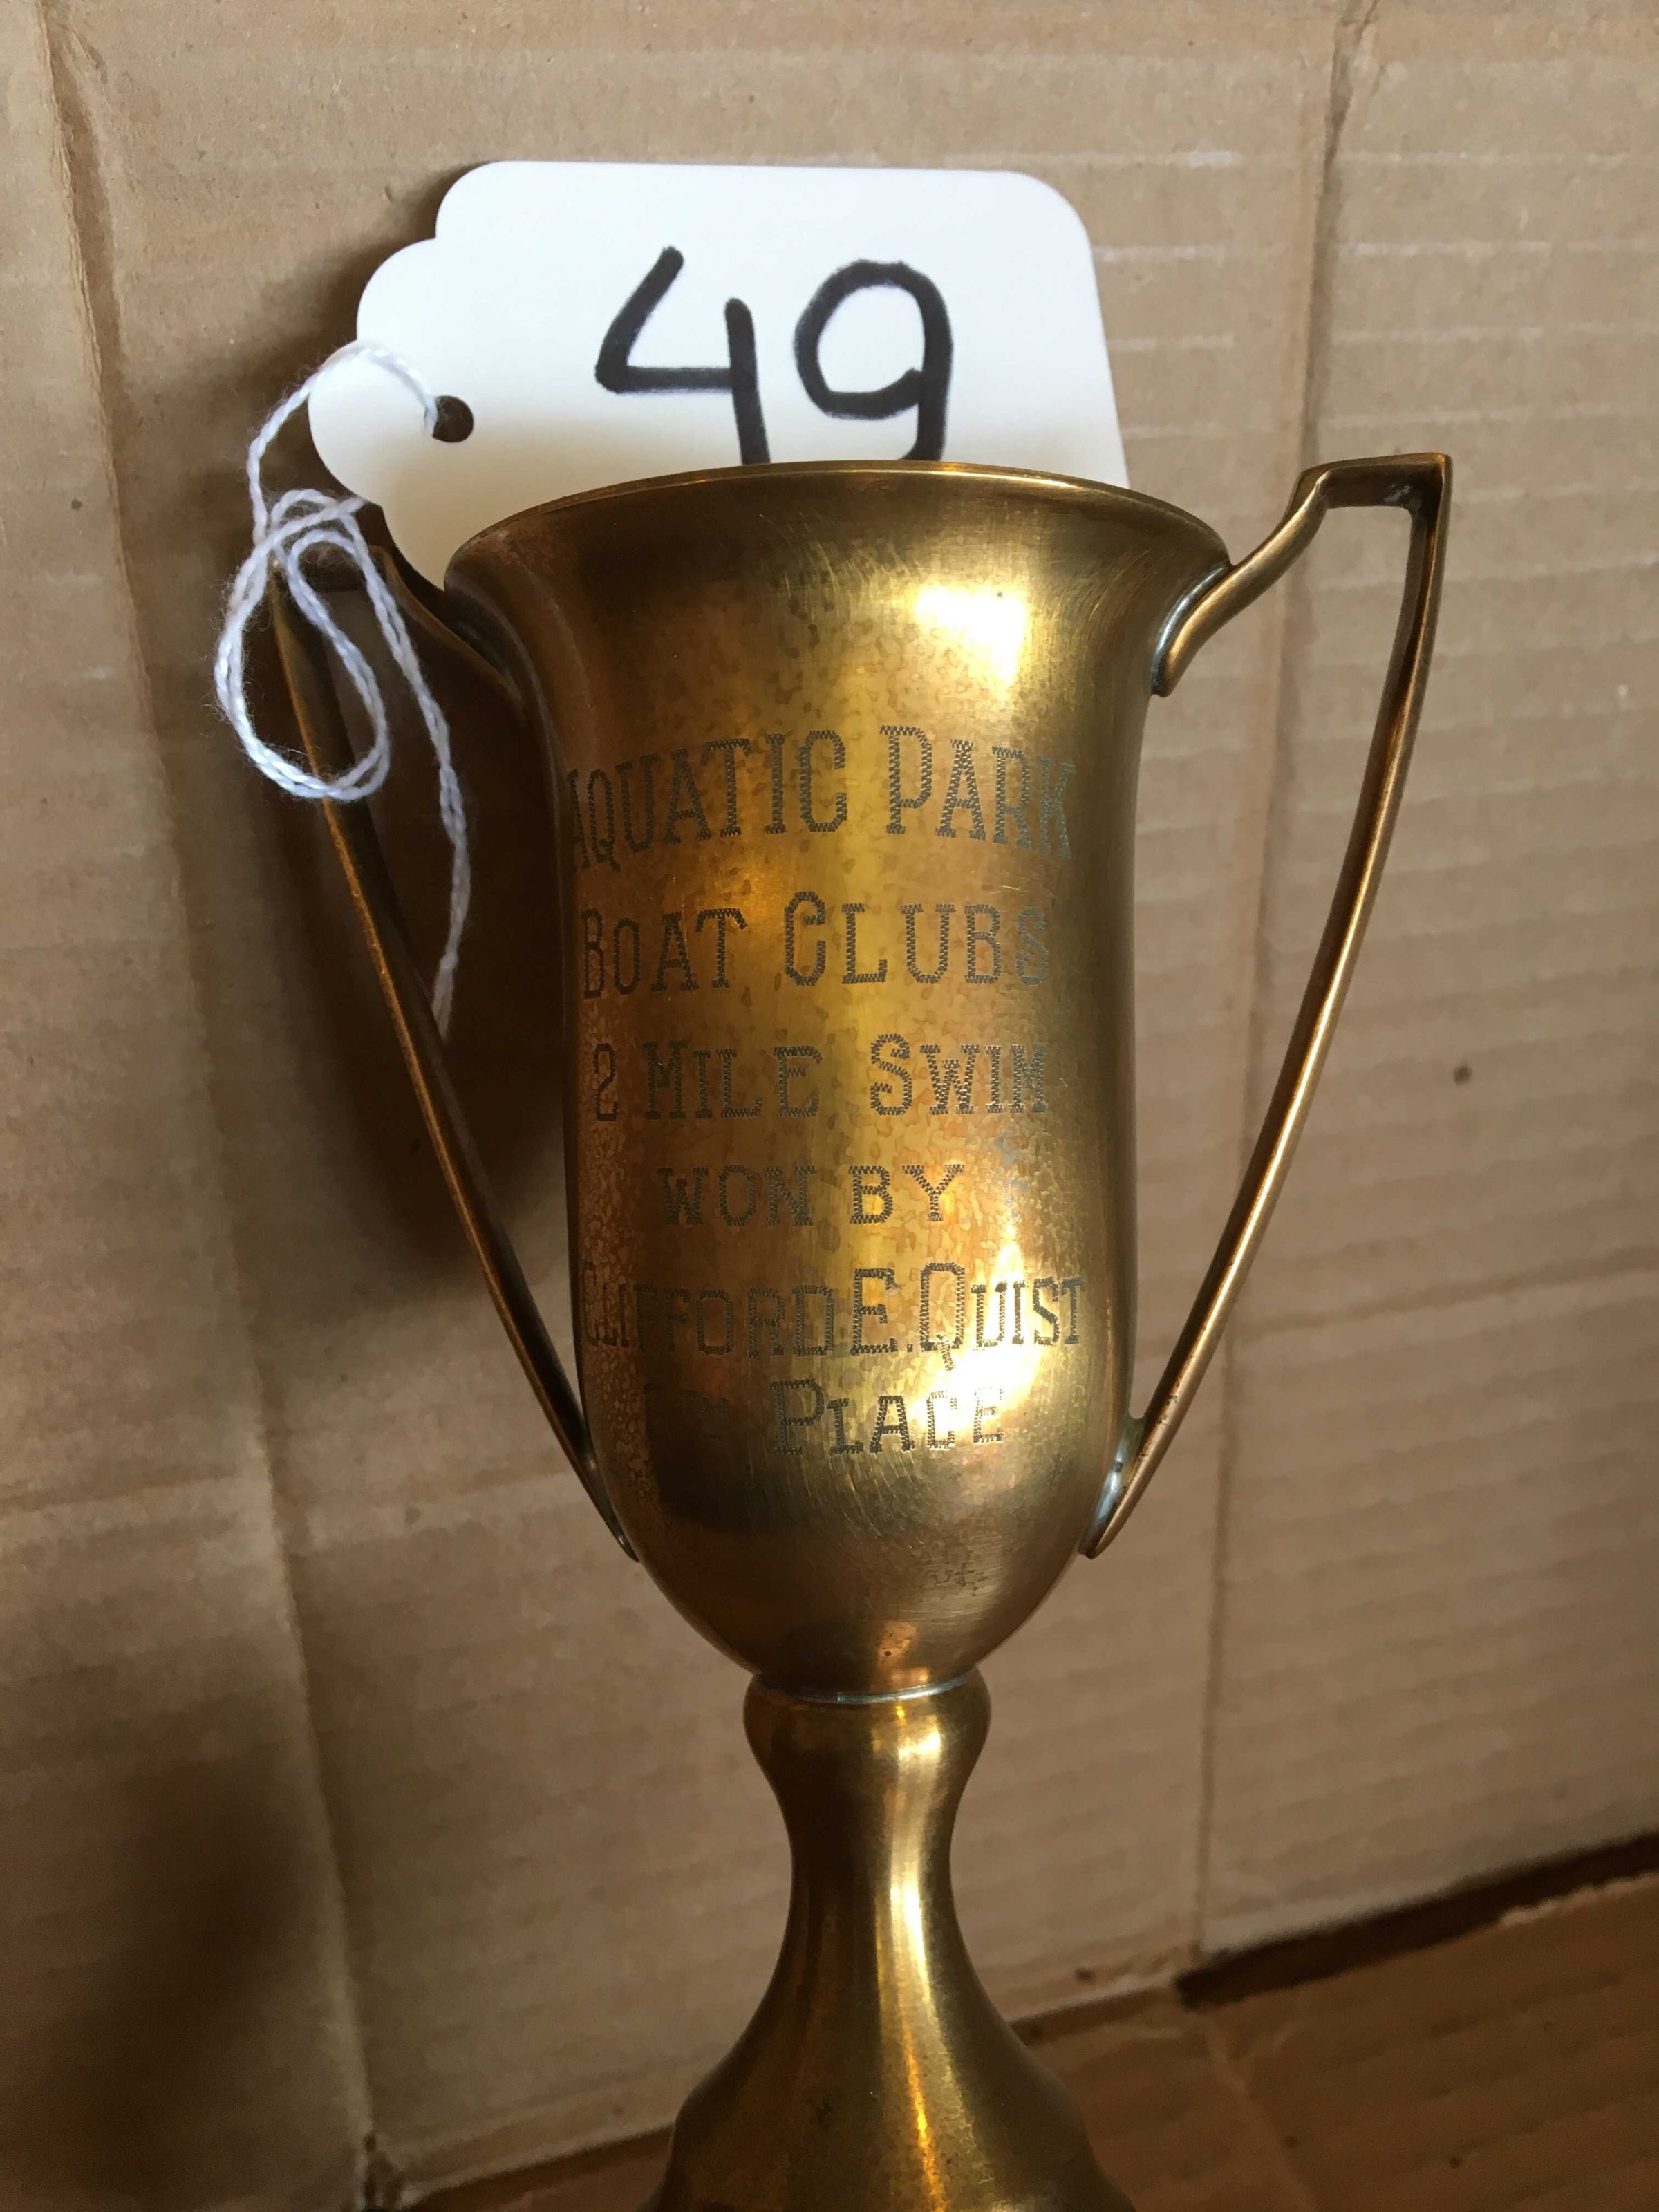 49
AQUATIC PARK
BOAT CLUBS
2 MILE SWIM
WON BY
CLIFFORD E. QUIST
PLACE